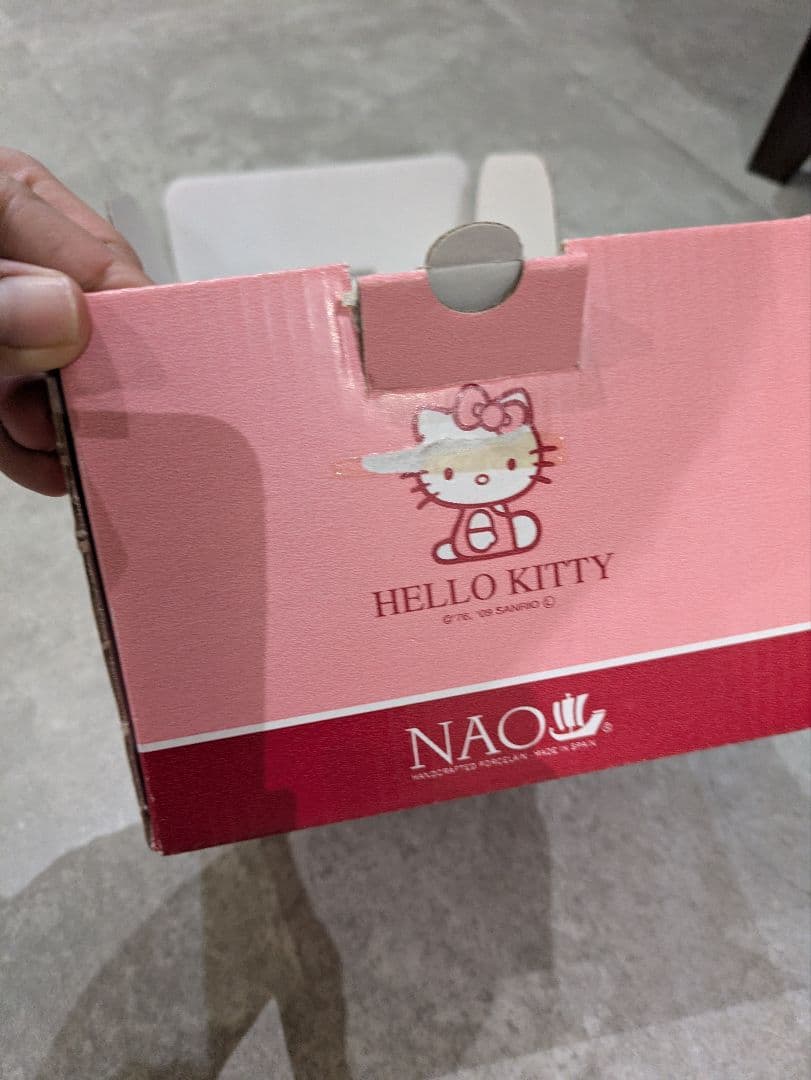 HELLO KITTY
©'76, '09 SANRIO Ⓛ
NAO®
HANDCRAFTED PORCELAIN · MADE IN SPAIN